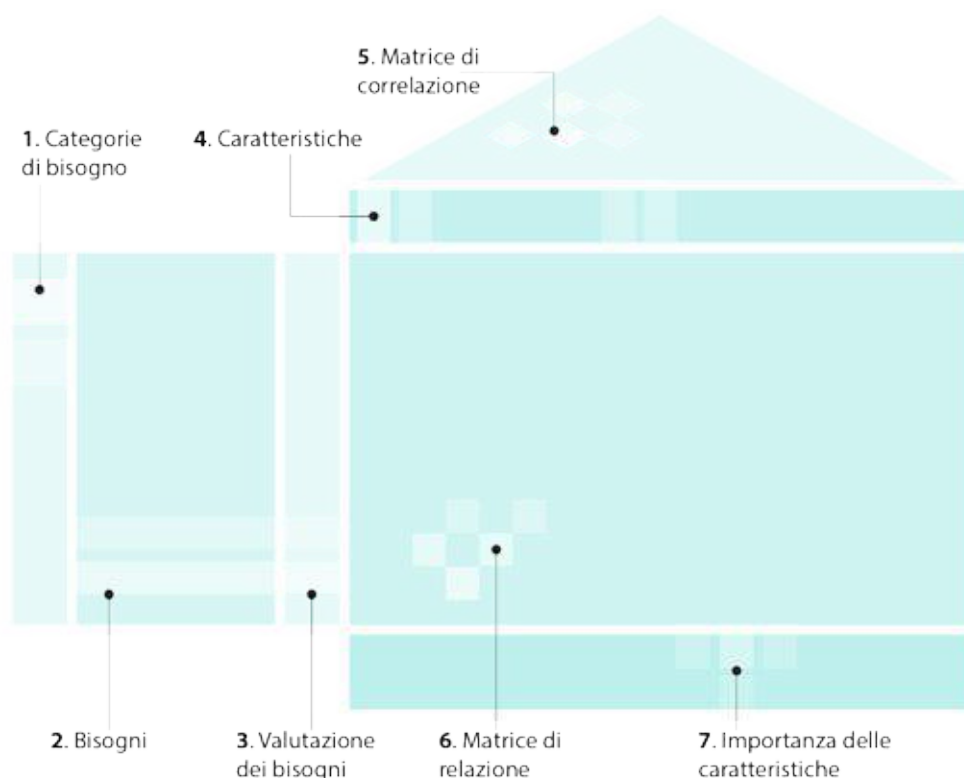 5. Matrice di
correlazione
1. Categorie
di bisogno
4. Caratteristiche
2. Bisogni
3. Valutazione
dei bisogni
6. Matrice di
relazione
7. Importanza delle
caratteristiche